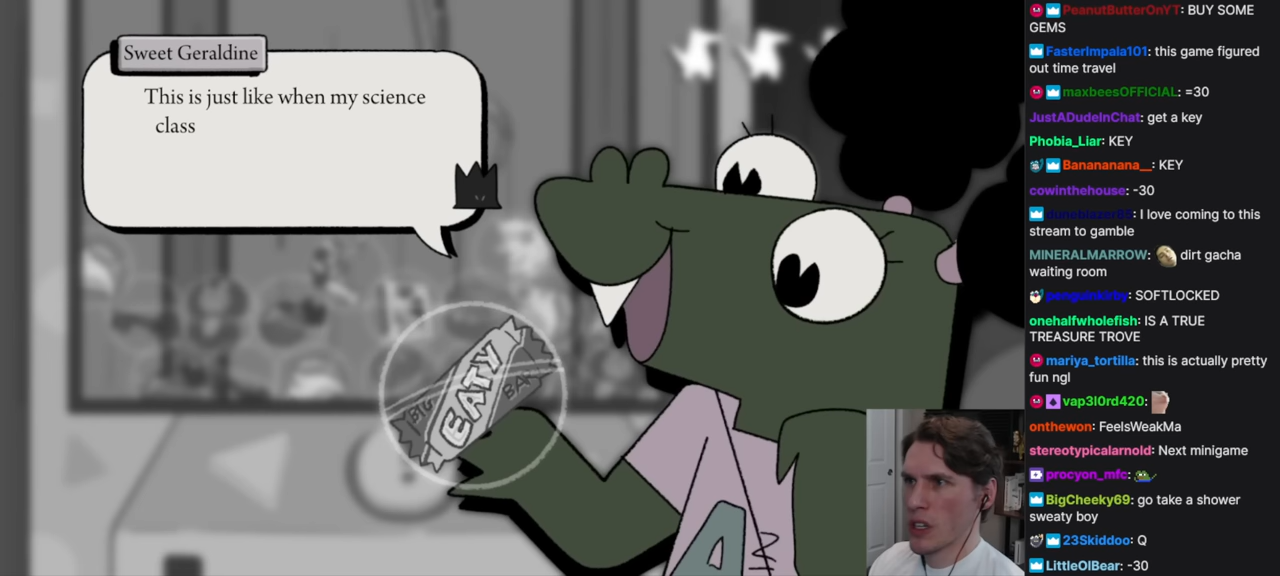 Sweet Geraldine
This is just like when my science
class
BIG
EATY
A
PeanutButterOnYT: BUY SOME
GEMS
FasterImpala101: this game figured
out time travel
maxbeesOFFICIAL: =30
JustADudeInChat: get a key
Phobia_Liar: KEY
Banananana__: KEY
cowinthehouse: -30
: I love coming to this
stream to gamble
MINERALMARROW: dirt gacha
waiting room
penguinkirby: SOFTLOCKED
onehalfwholefish: IS A TRUE
TREASURE TROVE
mariya_tortilla: this is actually pretty
fun ng!
vap3l0rd420:
onthewon: FeelsWeakMa
stereotypicalarnold: Next minigame
procyon_mfc:
BigCheeky69: go take a shower
sweaty boy
23Skiddoo: Q
LittleOlBear: -30